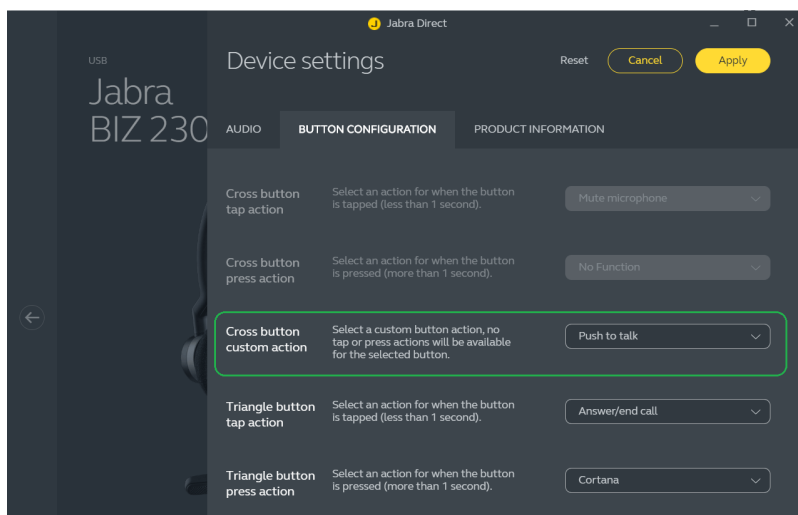 Jabra Direct
USB
Jabra
BIZ 230
Device settings
Reset
Cancel
Apply
AUDIO
BUTTON CONFIGURATION
PRODUCT INFORMATION
Cross button
tap action
Select an action for when the button
is tapped (less than 1 second).
Mute microphone
Cross button
press action
Select an action for when the button
is pressed (more than 1 second).
No Function
Cross button
custom action
Select a custom button action, no
tap or press actions will be available
for the selected button.
Push to talk
Triangle button
tap action
Select an action for when the button
is tapped (less than 1 second).
Answer/end call
Triangle button
press action
Select an action for when the button
is pressed (more than 1 second).
Cortana